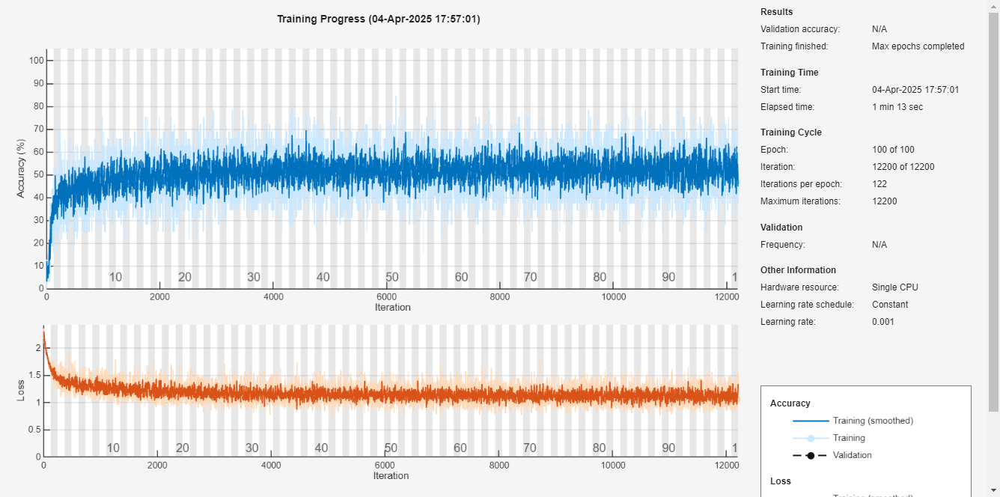 Training Progress (04-Apr-2025 17:57:01)
100
90
80
70
60
50
40
30
20
10
0
Accuracy (%)
10 20 30 40 50 60 70 80 90 1
0 2000 4000 6000 8000 10000 12000
Iteration
2
1.5
1
0.5
0
Loss
10 20 30 40 50 60 70 80 90 1
0 2000 4000 6000 8000 10000 12000
Iteration
Results
Validation accuracy: N/A
Training finished: Max epochs completed
Training Time
Start time: 04-Apr-2025 17:57:01
Elapsed time: 1 min 13 sec
Training Cycle
Epoch: 100 of 100
Iteration: 12200 of 12200
Iterations per epoch: 122
Maximum iterations: 12200
Validation
Frequency: N/A
Other Information
Hardware resource: Single CPU
Learning rate schedule: Constant
Learning rate: 0.001
Accuracy
Training (smoothed)
Training
Validation
Loss